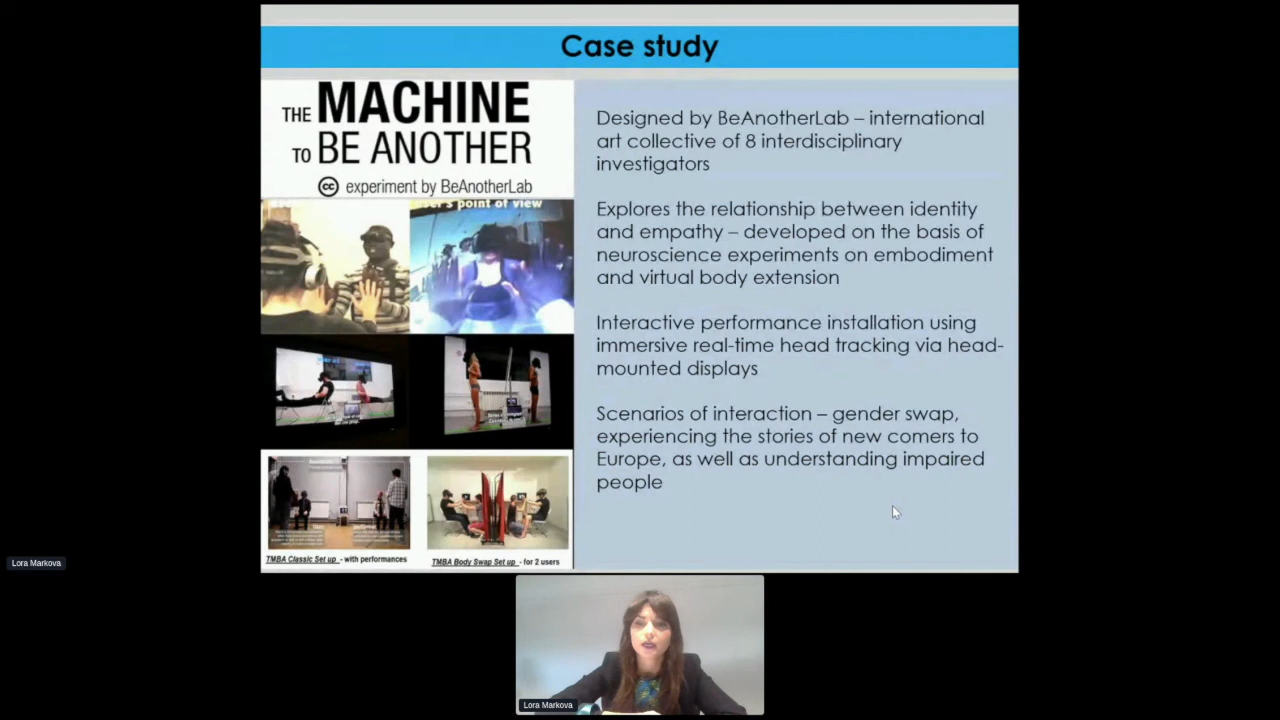 Case study
THE MACHINE
TO BE ANOTHER
cc experiment by BeAnotherLab
user's point of view
TMBA Classic Set up - with performances
TMBA Body Swap Set up - for 2 users
Designed by BeAnotherLab – international
art collective of 8 interdisciplinary
investigators
Explores the relationship between identity
and empathy – developed on the basis of
neuroscience experiments on embodiment
and virtual body extension
Interactive performance installation using
immersive real-time head tracking via head-
mounted displays
Scenarios of interaction – gender swap,
experiencing the stories of new comers to
Europe, as well as understanding impaired
people
Lora Markova
Lora Markova